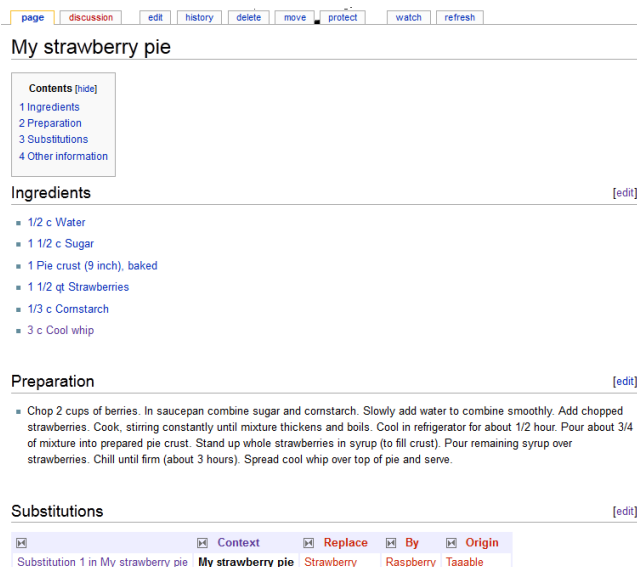 page discussion edit history delete move protect watch refresh
My strawberry pie
Contents [hide]
1 Ingredients
2 Preparation
3 Substitutions
4 Other information
Ingredients [edit]
1/2 c Water
1 1/2 c Sugar
1 Pie crust (9 inch), baked
1 1/2 qt Strawberries
1/3 c Cornstarch
3 c Cool whip
Preparation [edit]
Chop 2 cups of berries. In saucepan combine sugar and cornstarch. Slowly add water to combine smoothly. Add chopped
strawberries. Cook, stirring constantly until mixture thickens and boils. Cool in refrigerator for about 1/2 hour. Pour about 3/4
of mixture into prepared pie crust. Stand up whole strawberries in syrup (to fill crust). Pour remaining syrup over
strawberries. Chill until firm (about 3 hours). Spread cool whip over top of pie and serve.
Substitutions [edit]
Context Replace By Origin
Substitution 1 in My strawberry pie My strawberry pie Strawberry Raspberry Taaable